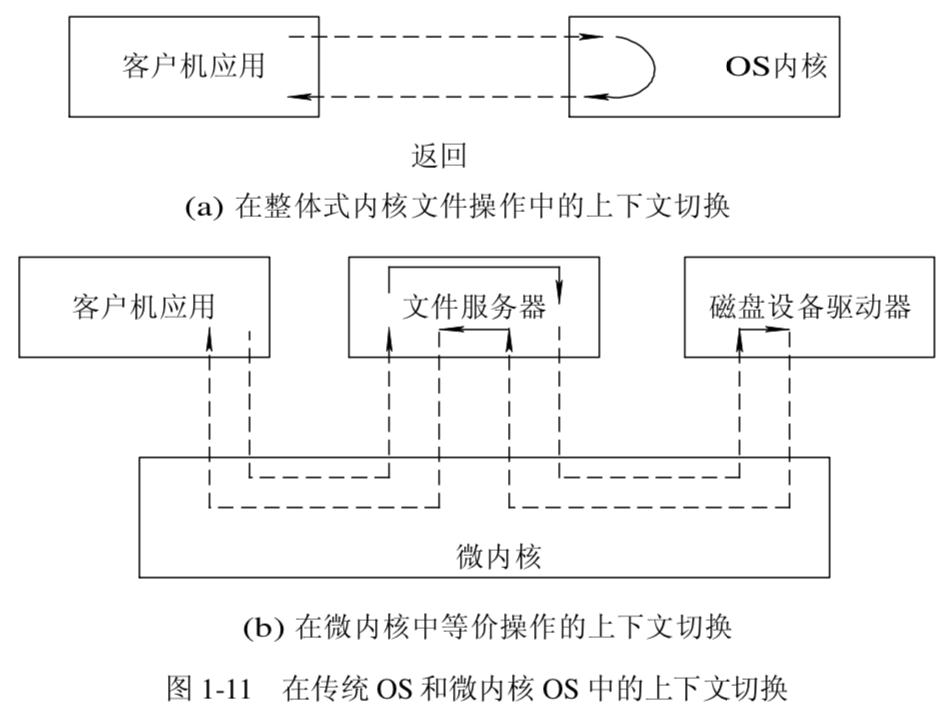 客户机应用
OS内核
返回
(a) 在整体式内核文件操作中的上下文切换
客户机应用
文件服务器
磁盘设备驱动器
微内核
(b) 在微内核中等价操作的上下文切换
图 1-11 在传统 OS 和微内核 OS 中的上下文切换